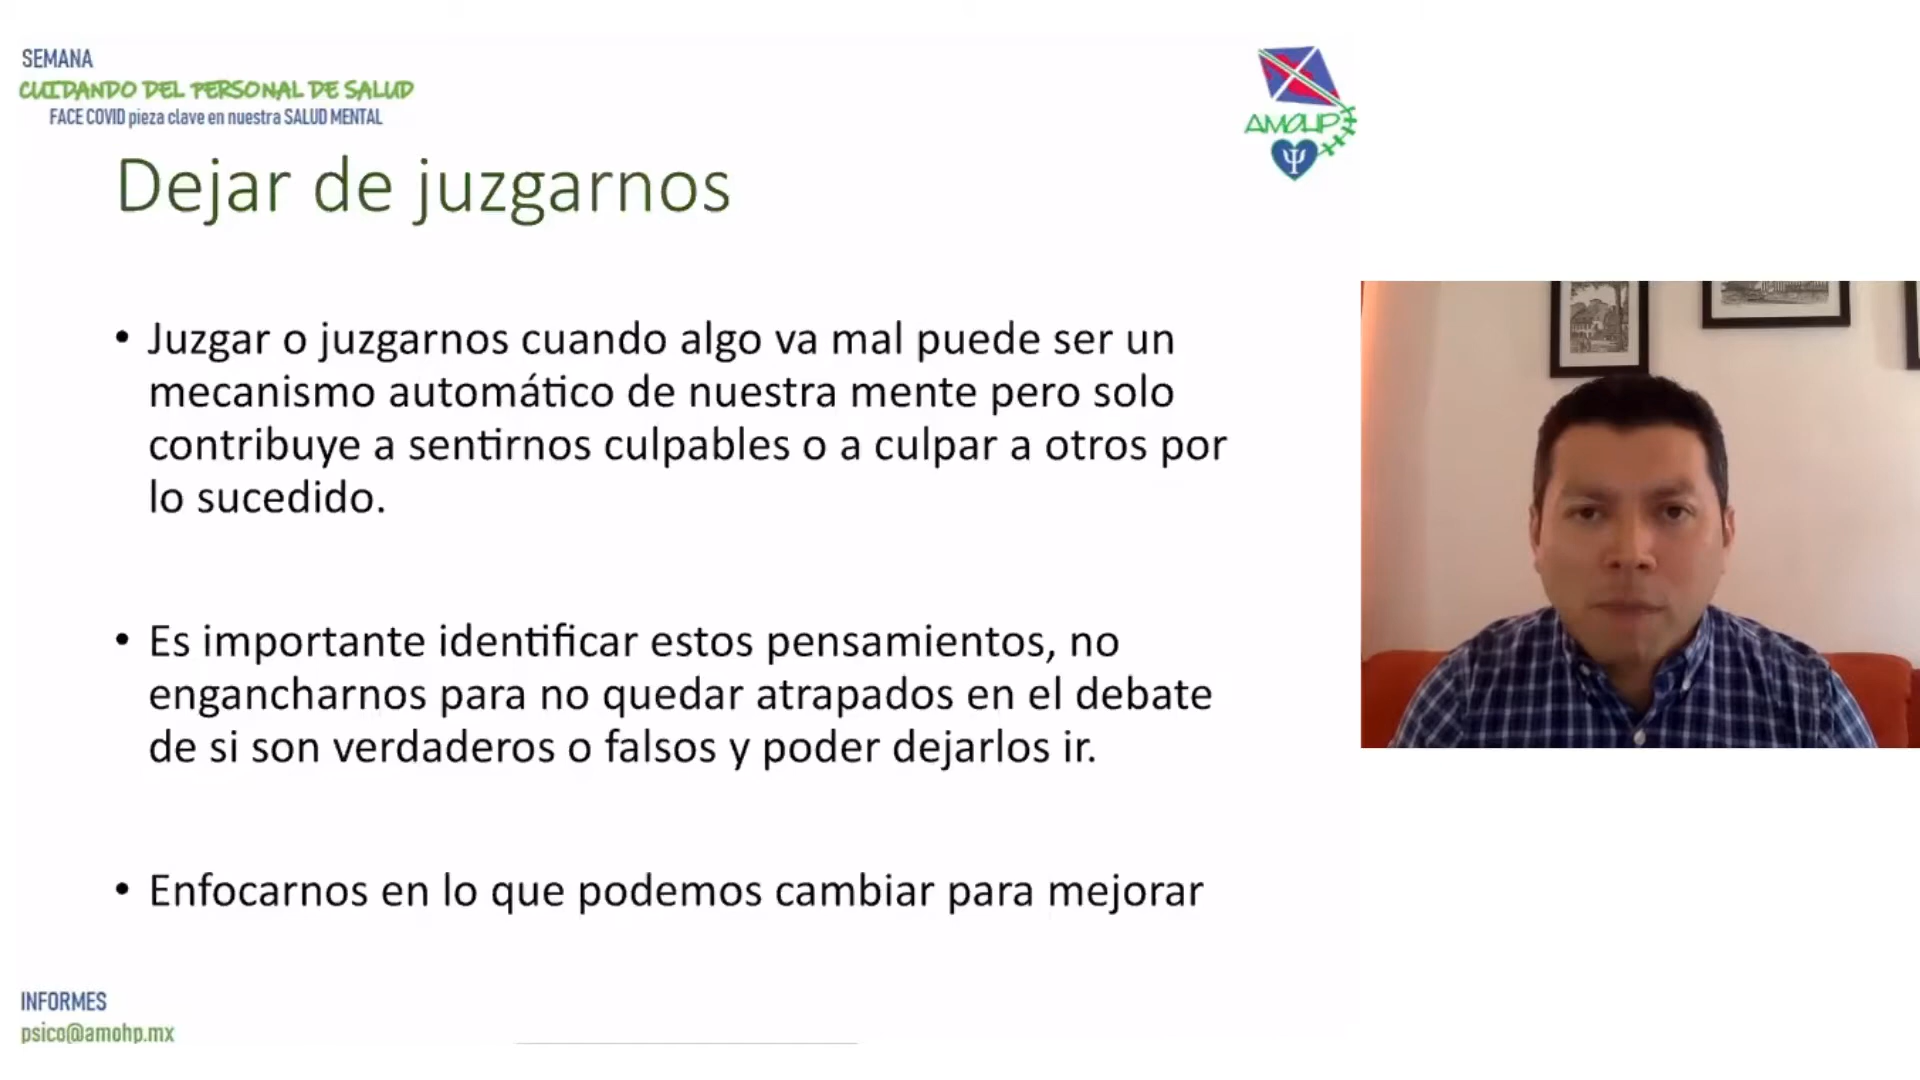 SEMANA
CUIDANDO DEL PERSONAL DE SALUD
FACE COVID pieza clave en nuestra SALUD MENTAL
AMOHP
Ψ
Dejar de juzgarnos
• Juzgar o juzgarnos cuando algo va mal puede ser un
mecanismo automático de nuestra mente pero solo
contribuye a sentirnos culpables o a culpar a otros por
lo sucedido.
• Es importante identificar estos pensamientos, no
engancharnos para no quedar atrapados en el debate
de si son verdaderos o falsos y poder dejarlos ir.
• Enfocarnos en lo que podemos cambiar para mejorar
INFORMES
psico@amohp.mx